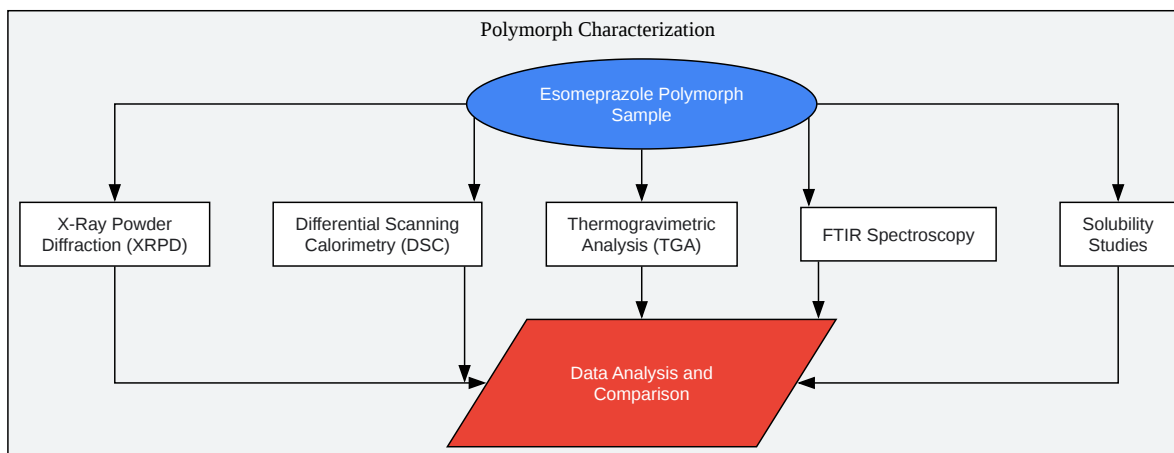 Polymorph Characterization
Esomeprazole Polymorph
Sample
X-Ray Powder
Diffraction (XRPD)
Differential Scanning
Calorimetry (DSC)
Thermogravimetric
Analysis (TGA)
FTIR Spectroscopy
Solubility
Studies
Data Analysis and
Comparison